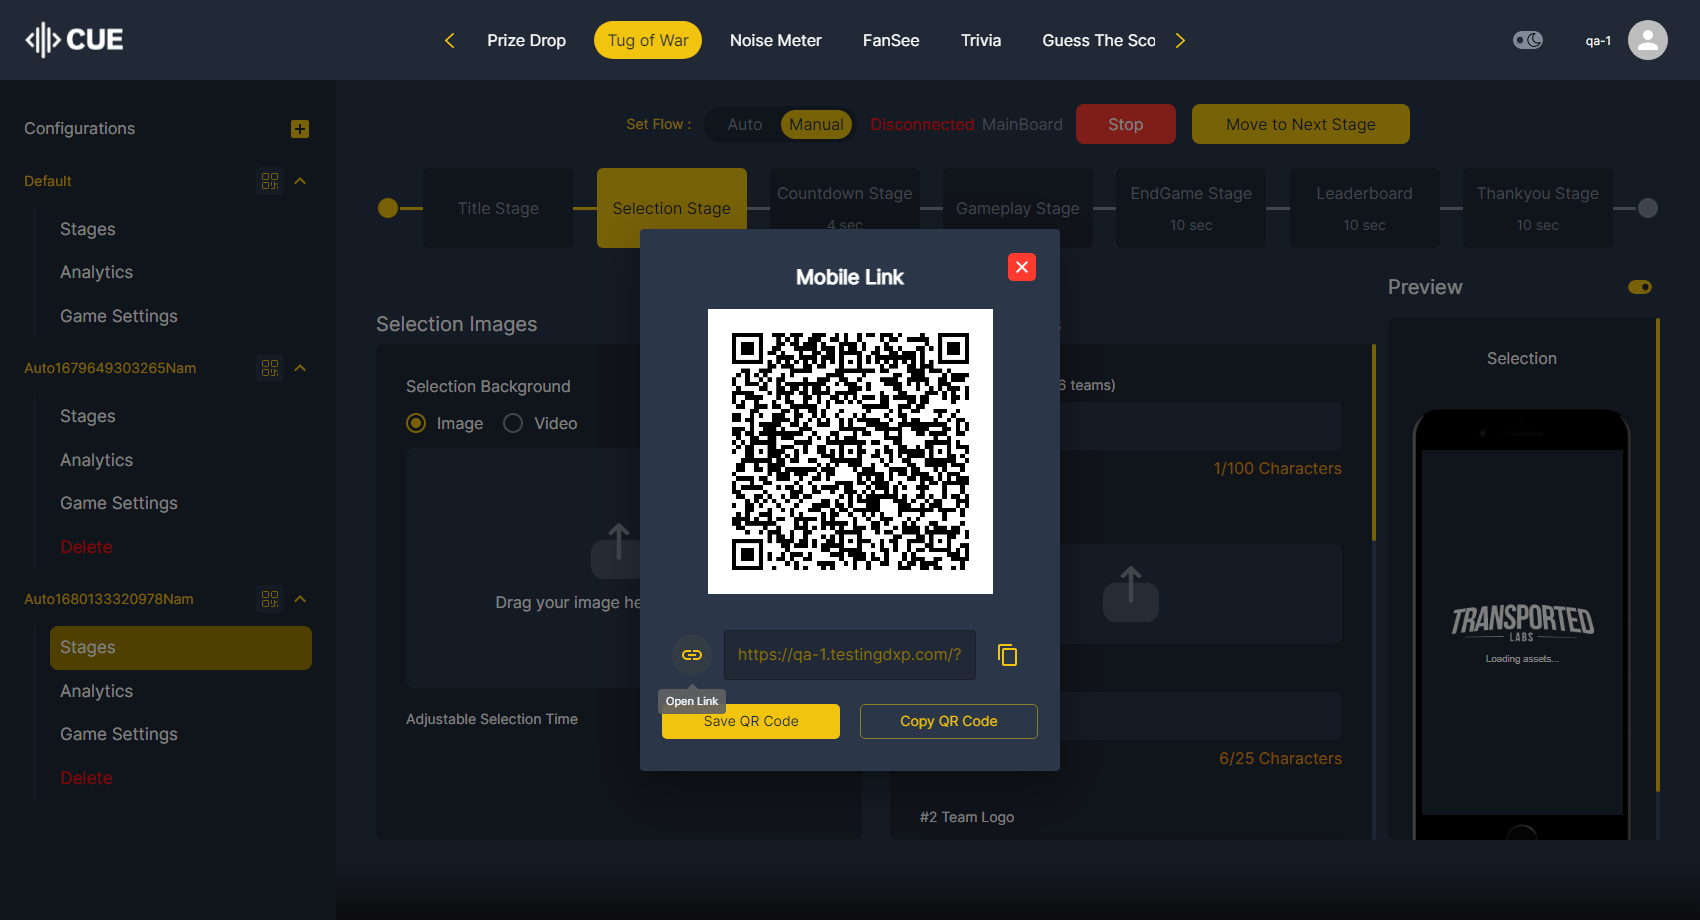 CUE
Prize Drop
Tug of War
Noise Meter
FanSee
Trivia
Guess The Sco
qa-1
Configurations
Default
Stages
Analytics
Game Settings
Auto1679649303265Nam
Stages
Analytics
Game Settings
Delete
Auto1680133320978Nam
Stages
Analytics
Game Settings
Delete
Set Flow :
Auto
Manual
Disconnected MainBoard
Stop
Move to Next Stage
Title Stage
Selection Stage
Countdown Stage
4 sec
Gameplay Stage
EndGame Stage
10 sec
Leaderboard
10 sec
Thankyou Stage
10 sec
Selection Images
Selection Background
Image
Video
Drag your image he
Adjustable Selection Time
Mobile Link
https://qa-1.testingdxp.com/?
Open Link
Save QR Code
Copy QR Code
6 teams)
1/100 Characters
6/25 Characters
#2 Team Logo
Preview
Selection
TRANSPORTED
LABS
Loading assets...